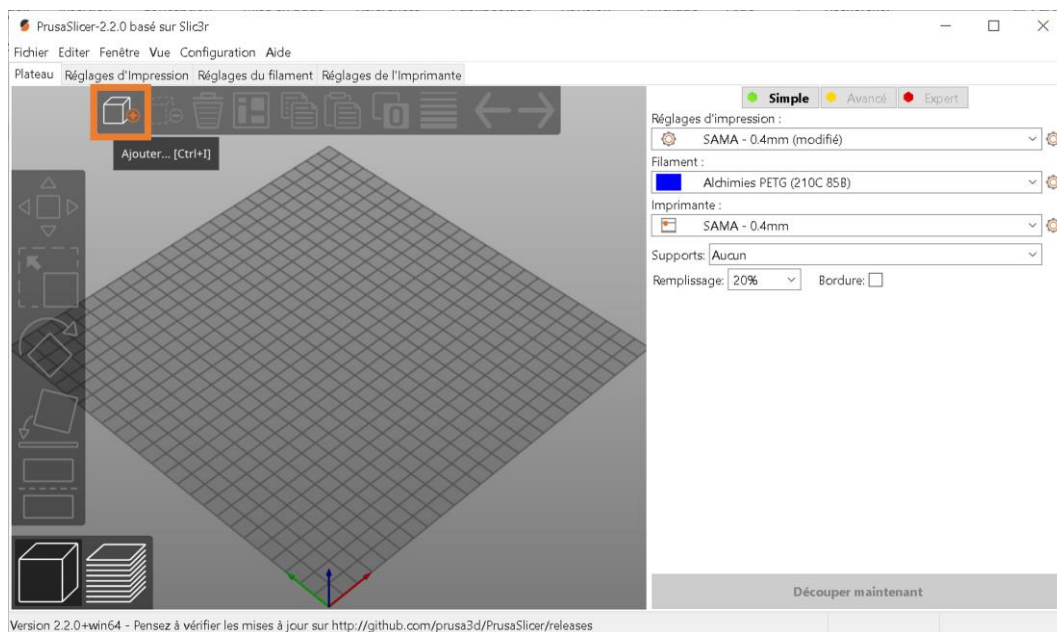 PrusaSlicer-2.2.0 basé sur Slic3r
Fichier Editer Fenêtre Vue Configuration Aide
Plateau Réglages d'Impression Réglages du filament Réglages de l'Imprimante
Simple Avancé Expert
Ajouter... [Ctrl+I]
Réglages d'impression :
SAMA - 0.4mm (modifié)
Filament :
Alchimies PETG (210C 85B)
Imprimante :
SAMA - 0.4mm
Supports: Aucun
Remplissage: 20% Bordure:
Découper maintenant
Version 2.2.0+win64 - Pensez à vérifier les mises à jour sur http://github.com/prusa3d/PrusaSlicer/releases